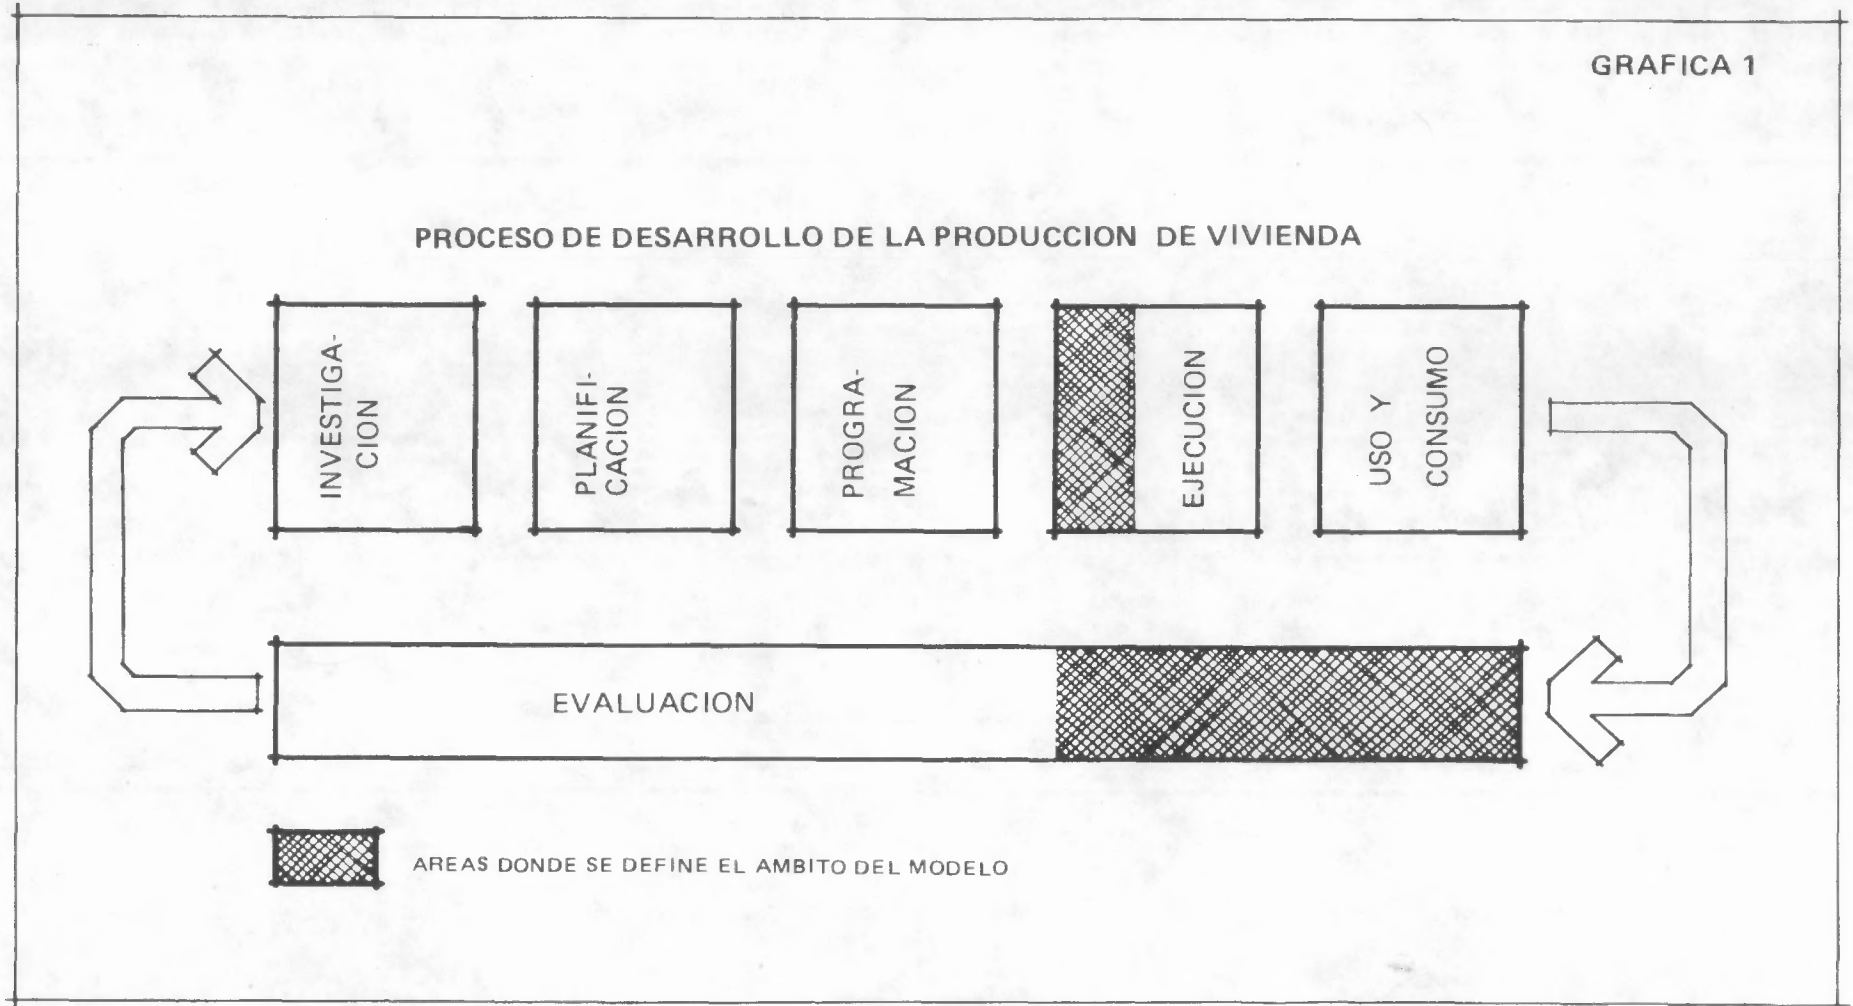 GRAFICA 1
PROCESO DE DESARROLLO DE LA PRODUCCION DE VIVIENDA
INVESTIGA-
CION
PLANIFI-
CACION
PROGRA-
MACION
EJECUCION
USO Y
CONSUMO
EVALUACION
AREAS DONDE SE DEFINE EL AMBITO DEL MODELO